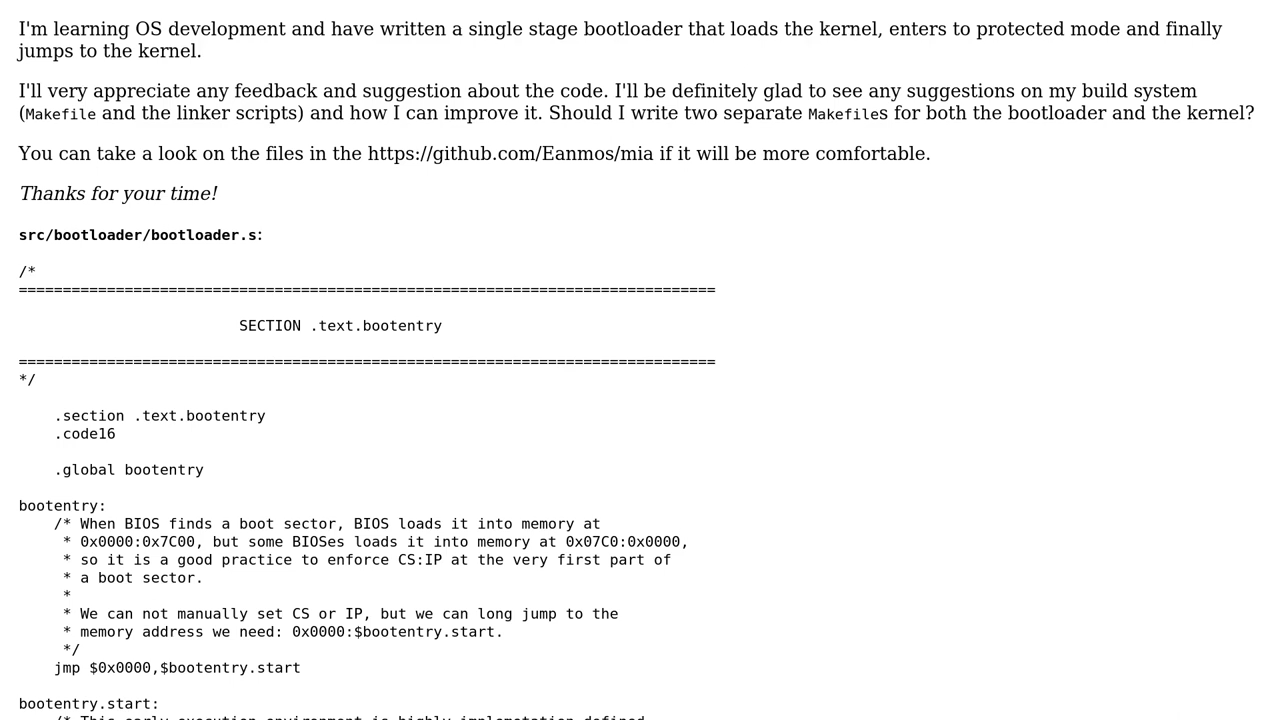 I'm learning OS development and have written a single stage bootloader that loads the kernel, enters to protected mode and finally
jumps to the kernel.
I'll very appreciate any feedback and suggestion about the code. I'll be definitely glad to see any suggestions on my build system
(Makefile and the linker scripts) and how I can improve it. Should I write two separate Makefiles for both the bootloader and the kernel?
You can take a look on the files in the https://github.com/Eanmos/mia if it will be more comfortable.
Thanks for your time!
src/bootloader/bootloader.s:
/*
===============================================================================
SECTION .text.bootentry
===============================================================================
*/
.section .text.bootentry
.code16
.global bootentry
bootentry:
/* When BIOS finds a boot sector, BIOS loads it into memory at
* 0x0000:0x7C00, but some BIOSes loads it into memory at 0x07C0:0x0000,
* so it is a good practice to enforce CS:IP at the very first part of
* a boot sector.
*
* We can not manually set CS or IP, but we can long jump to the
* memory address we need: 0x0000:$bootentry.start.
*/
jmp $0x0000,$bootentry.start
bootentry.start:
/* This early execution environment is highly implemetation defined